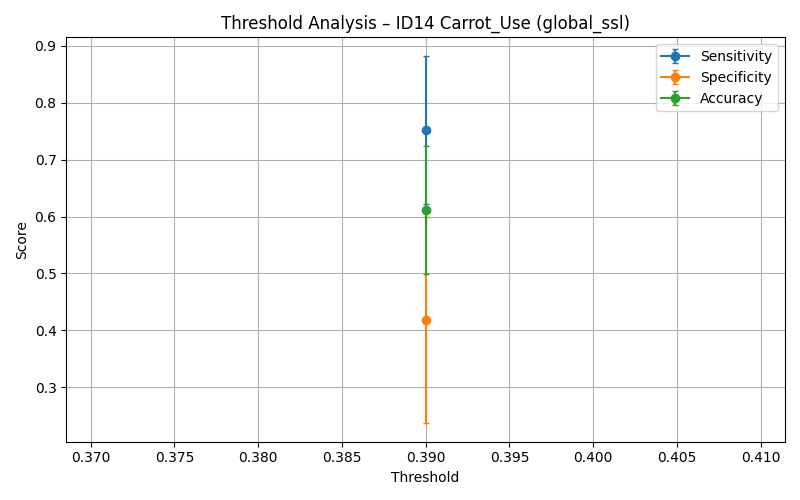 Threshold Analysis – ID14 Carrot_Use (global_ssl)
Sensitivity
Specificity
Accuracy
Score
0.9
0.8
0.7
0.6
0.5
0.4
0.3
0.370 0.375 0.380 0.385 0.390 0.395 0.400 0.405 0.410
Threshold